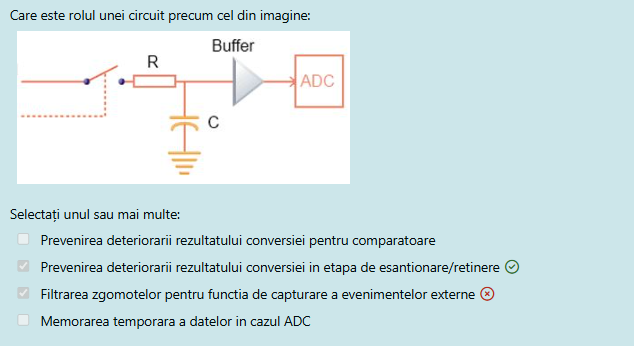 Care este rolul unei circuit precum cel din imagine:
Buffer
R
ADC
C
Selectați unul sau mai multe:
Prevenirea deteriorarii rezultatului conversiei pentru comparatoare
Prevenirea deteriorarii rezultatului conversiei in etapa de esantionare/retinere
Filtrarea zgomotelor pentru functia de capturare a evenimentelor externe
Memorarea temporara a datelor in cazul ADC